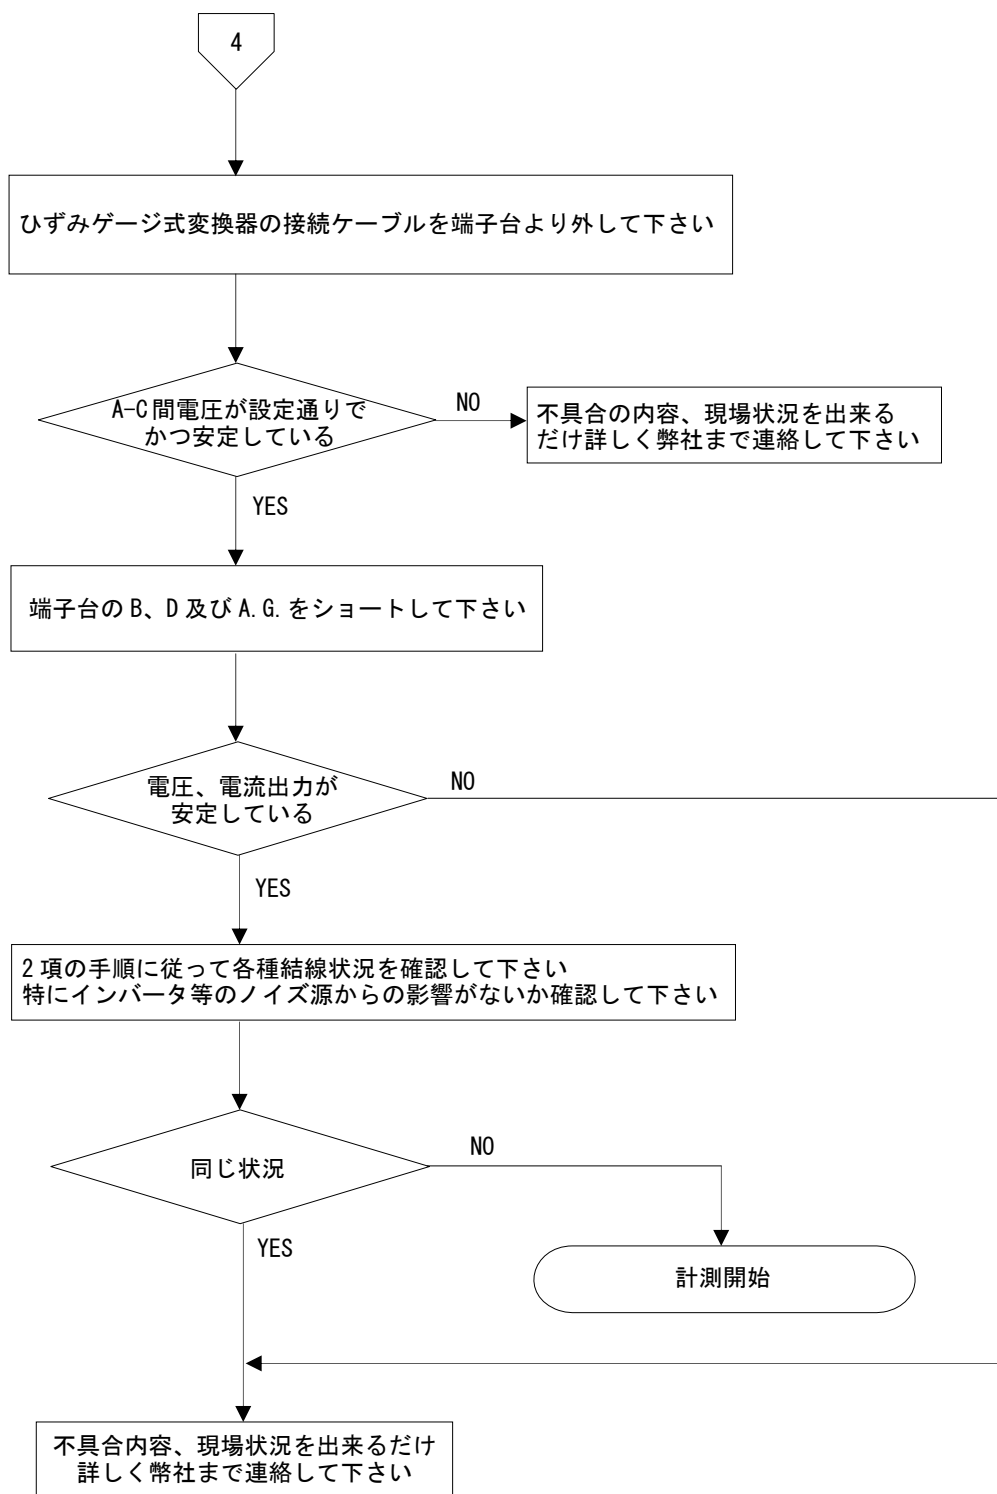 4
ひずみゲージ式変換器の接続ケーブルを端子台より外して下さい
A-C間電圧が設定通りで
かつ安定している
NO
不具合の内容、現場状況を出来る
だけ詳しく弊社まで連絡して下さい
YES
端子台の B、D 及び A.G. をショートして下さい
電圧、電流出力が
安定している
NO
YES
2 項の手順に従って各種結線状況を確認して下さい
特にインバータ等のノイズ源からの影響がないか確認して下さい
同じ状況
NO
YES
計測開始
不具合内容、現場状況を出来るだけ
詳しく幣社まで連絡して下さい